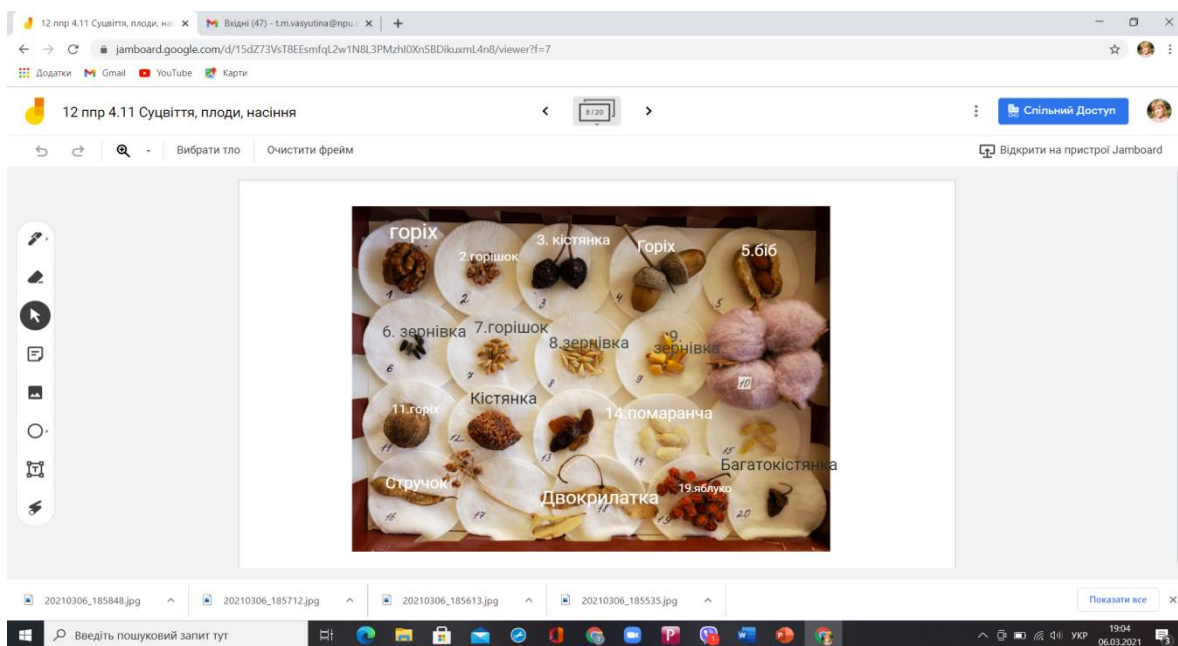 12 ппр 4.11 Суцвіття, плоди, на
Вхідні (47) - t.m.vasyutina@npu.
jamboard.google.com/d/15dZ73VsT8EEsmfqL2w1N8L3PMzhI0XnSBDikuxmL4n8/viewer?f=7
Додатки Gmail YouTube Карти
12 ппр 4.11 Суцвіття, плоди, насіння
8 / 20
Спільний Доступ
Вибрати тло Очистити фрейм
Відкрити на пристрої Jamboard
горіх
2.горішок
3. кістянка
Горіх
5.біб
1 2 3 4 5
6. зернівка
7.горішок
8.зернівка
9.
зернівка
6 7 8 9 10
11.горіх
Кістянка
14.помаранча
11 12 13 14 15
Багатокістянка
Стручок
Двокрилатка
19.яблуко
16 17 18 19 20
20210306_185848.jpg
20210306_185712.jpg
20210306_185613.jpg
20210306_185535.jpg
Показати все
Введіть пошуковий запит тут
УКР
19:04
06.03.2021
3